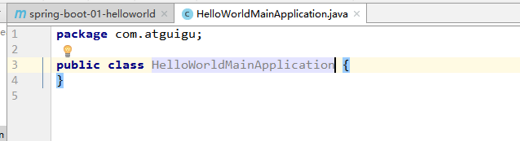 spring-boot-01-helloworld
HelloWorldMainApplication.java
1 package com.atguigu;
2
3 public class HelloWorldMainApplication {
4 }
5